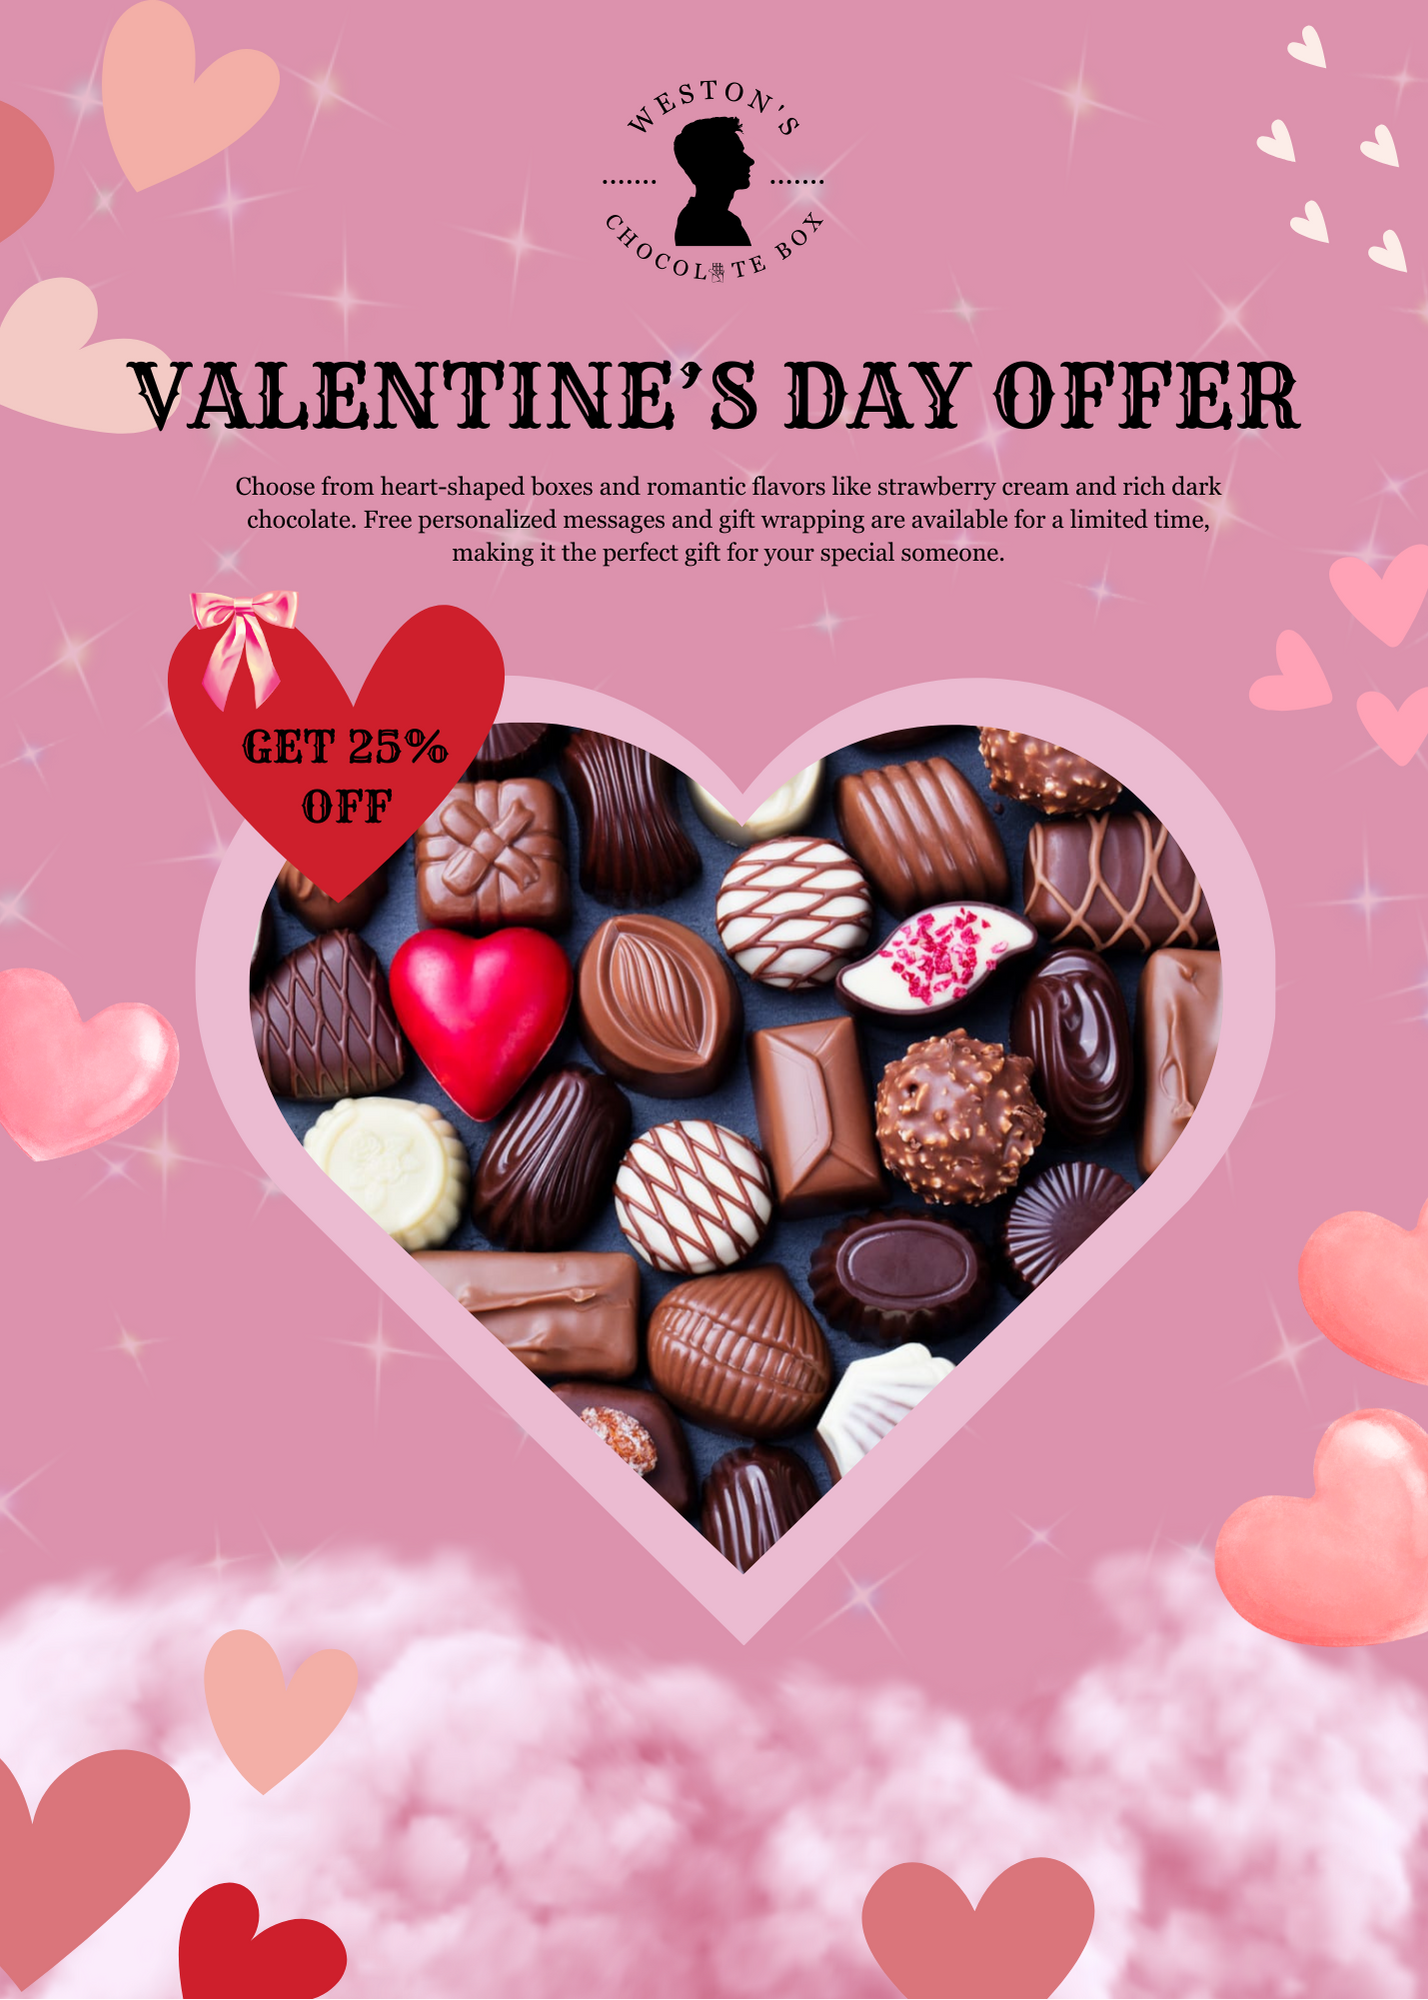 WESTON'S
CHOCOLATE BOX
VALENTINE’S DAY OFFER
Choose from heart-shaped boxes and romantic flavors like strawberry cream and rich dark
chocolate. Free personalized messages and gift wrapping are available for a limited time,
making it the perfect gift for your special someone.
GET 25%
OFF